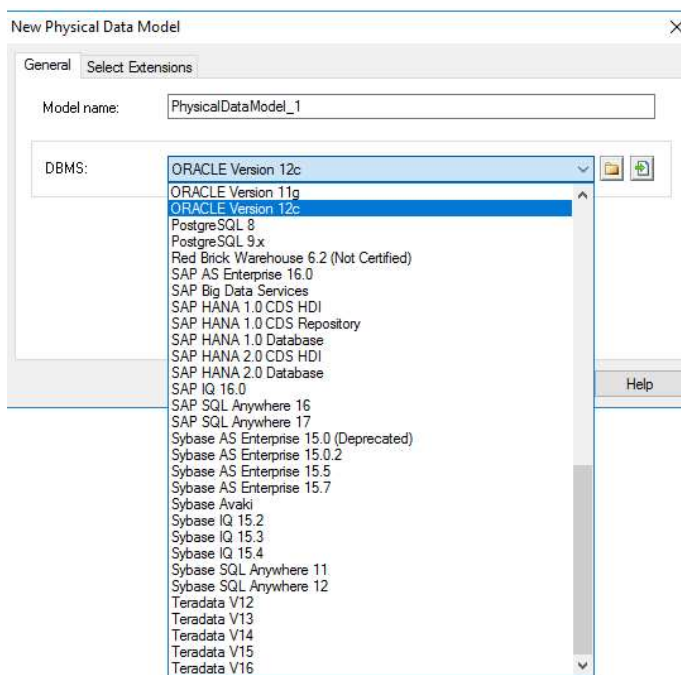 New Physical Data Model
General Select Extensions
Model name: PhysicalDataModel_1
DBMS: ORACLE Version 12c
ORACLE Version 11g
ORACLE Version 12c
PostgreSQL 8
PostgreSQL 9.x
Red Brick Warehouse 6.2 (Not Certified)
SAP AS Enterprise 16.0
SAP Big Data Services
SAP HANA 1.0 CDS HDI
SAP HANA 1.0 CDS Repository
SAP HANA 1.0 Database
SAP HANA 2.0 CDS HDI
SAP HANA 2.0 Database
SAP IQ 16.0
Help
SAP SQL Anywhere 16
SAP SQL Anywhere 17
Sybase AS Enterprise 15.0 (Deprecated)
Sybase AS Enterprise 15.0.2
Sybase AS Enterprise 15.5
Sybase AS Enterprise 15.7
Sybase Avaki
Sybase IQ 15.2
Sybase IQ 15.3
Sybase IQ 15.4
Sybase SQL Anywhere 11
Sybase SQL Anywhere 12
Teradata V12
Teradata V13
Teradata V14
Teradata V15
Teradata V16